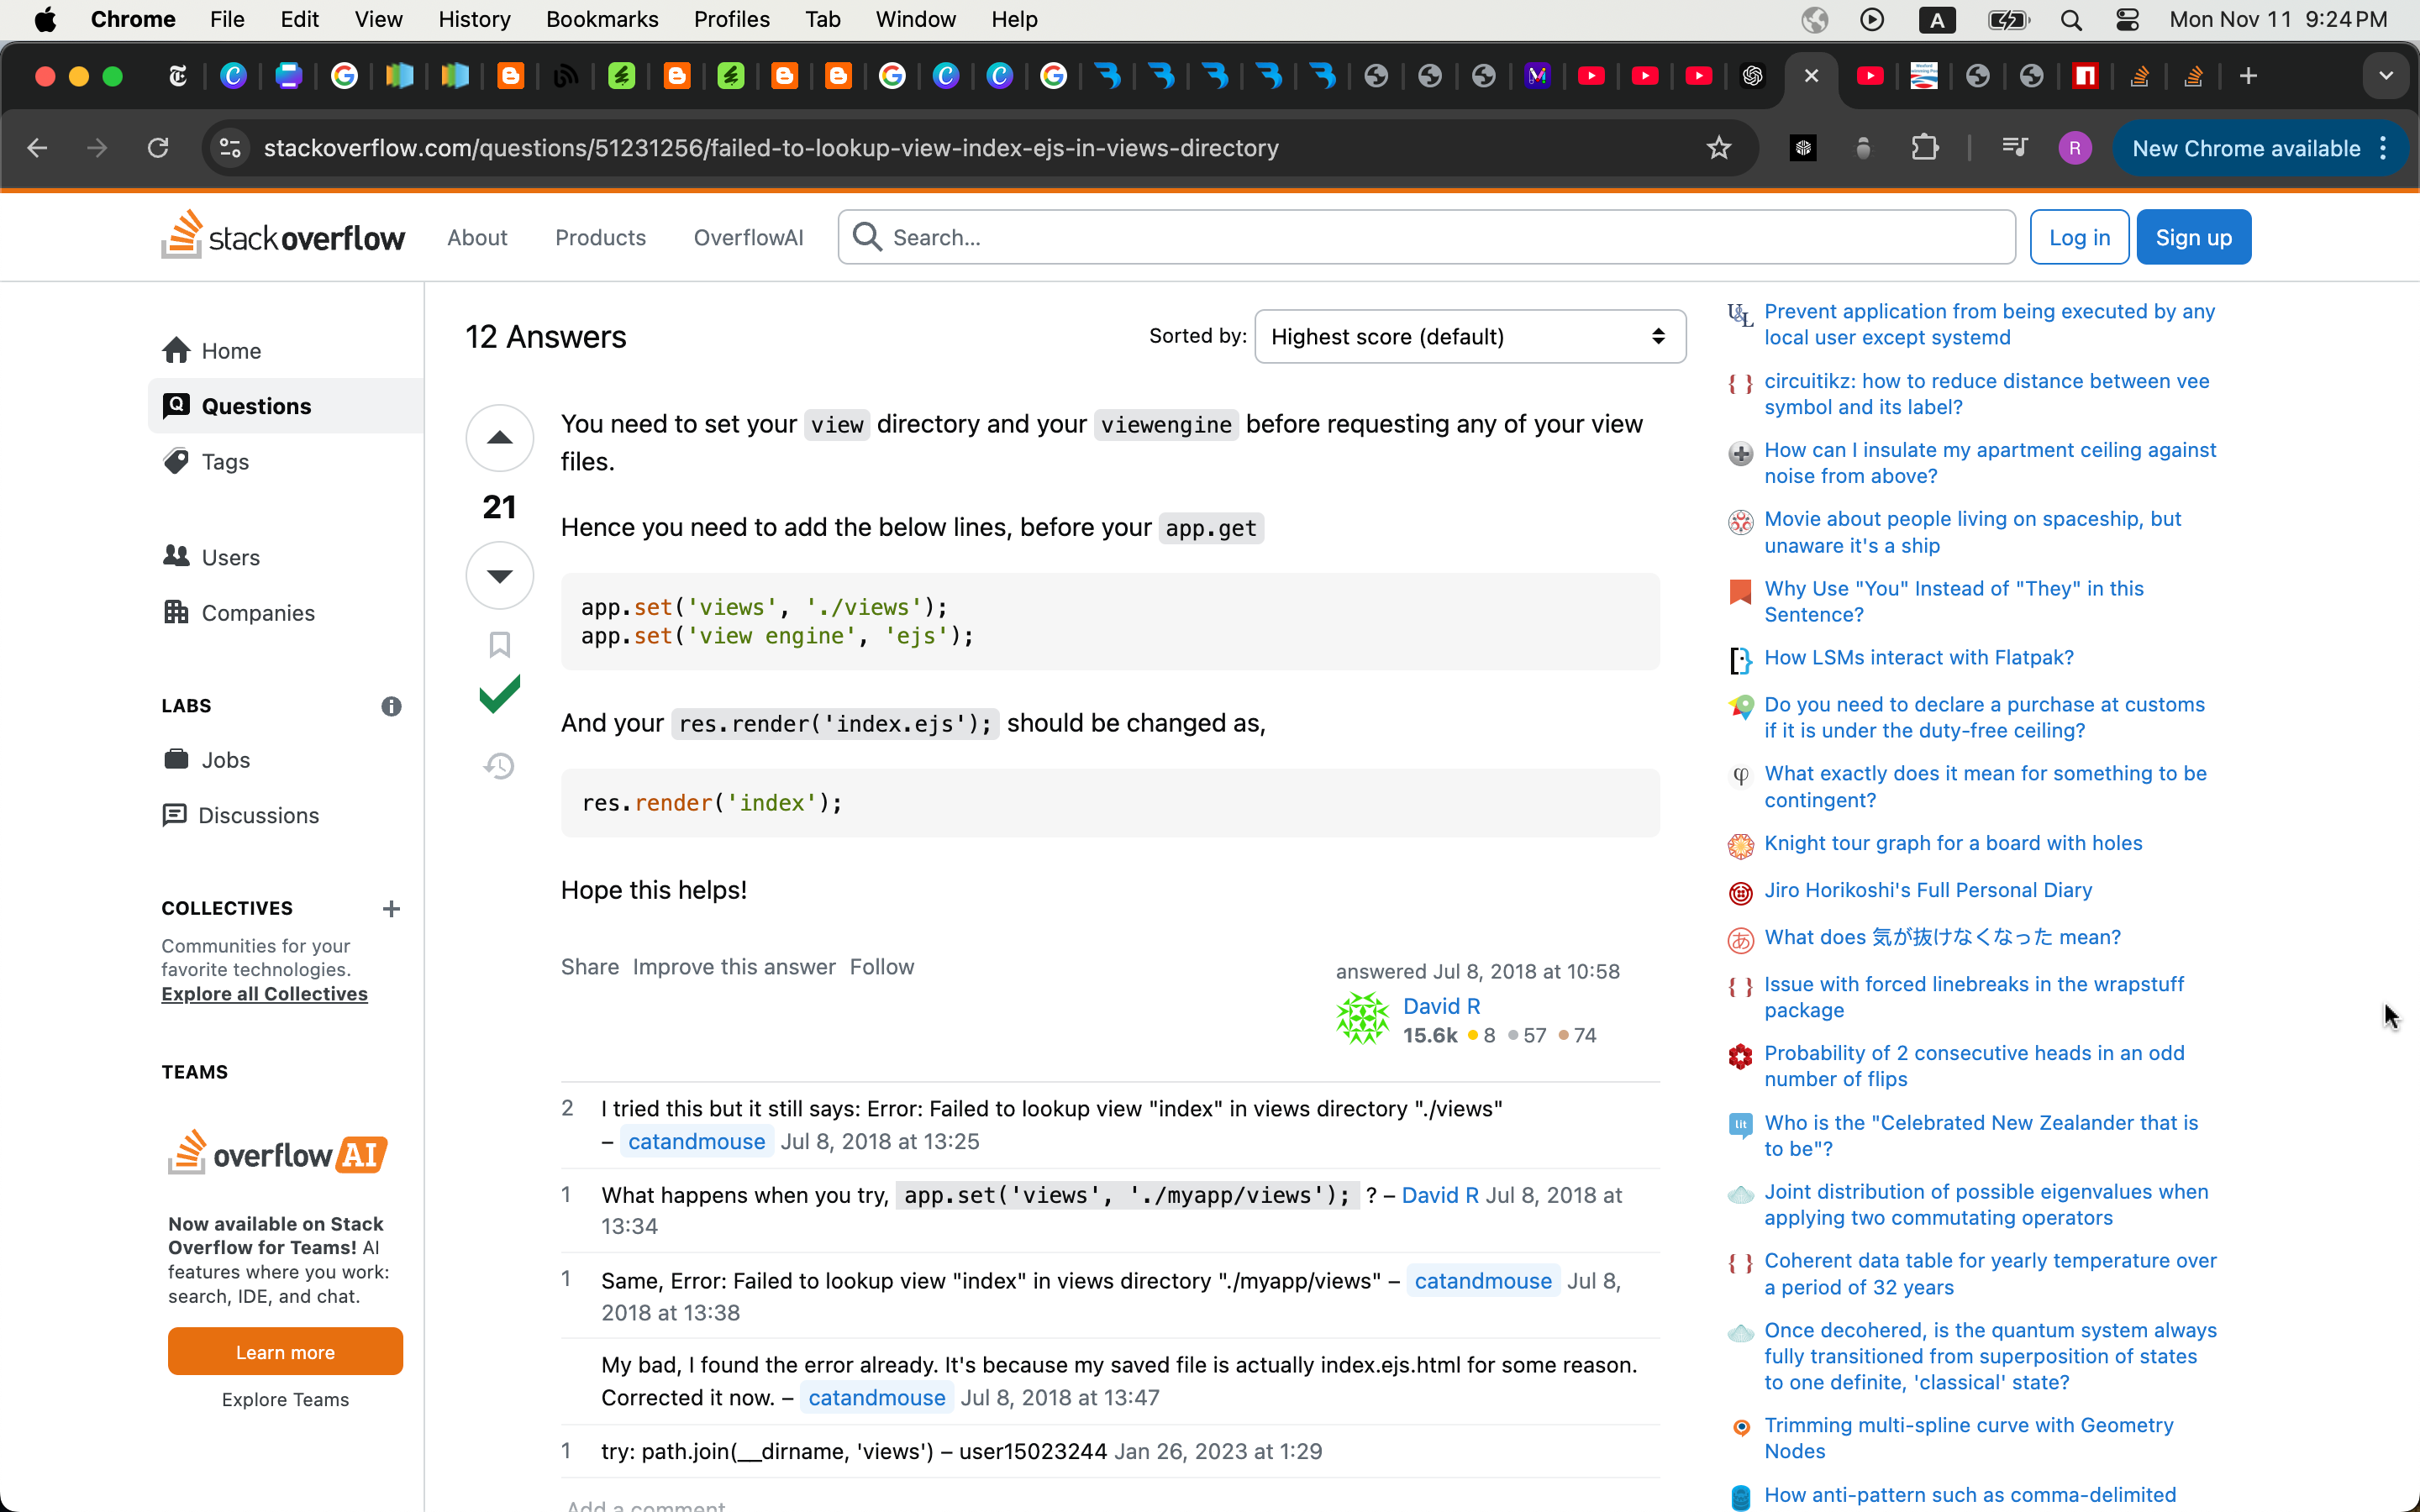 Chrome File Edit View History Bookmarks Profiles Tab Window Help
A
Mon Nov 11 9:24 PM
stackoverflow.com/questions/51231256/failed-to-lookup-view-index-ejs-in-views-directory
R
New Chrome available
stackoverflow
About Products OverflowAI
Search...
Log in
Sign up
Home
Questions
Tags
Users
Companies
LABS
Jobs
Discussions
COLLECTIVES
Communities for your
favorite technologies.
Explore all Collectives
TEAMS
overflow AI
Now available on Stack
Overflow for Teams! AI
features where you work:
search, IDE, and chat.
Learn more
Explore Teams
12 Answers
Sorted by:
Highest score (default)
21
You need to set your view directory and your viewengine before requesting any of your view
files.
Hence you need to add the below lines, before your app.get
app.set('views', './views');
app.set('view engine', 'ejs');
And your res.render('index.ejs'); should be changed as,
res.render('index');
Hope this helps!
Share Improve this answer Follow
answered Jul 8, 2018 at 10:58
David R
15.6k 8 57 74
2 I tried this but it still says: Error: Failed to lookup view "index" in views directory "./views"
– catandmouse Jul 8, 2018 at 13:25
1 What happens when you try, app.set('views', './myapp/views'); ? – David R Jul 8, 2018 at
13:34
1 Same, Error: Failed to lookup view "index" in views directory "./myapp/views" – catandmouse Jul 8,
2018 at 13:38
My bad, I found the error already. It's because my saved file is actually index.ejs.html for some reason.
Corrected it now. – catandmouse Jul 8, 2018 at 13:47
1 try: path.join(__dirname, 'views') – user15023244 Jan 26, 2023 at 1:29
Add a comment
Prevent application from being executed by any
local user except systemd
circuitikz: how to reduce distance between vee
symbol and its label?
How can I insulate my apartment ceiling against
noise from above?
Movie about people living on spaceship, but
unaware it's a ship
Why Use "You" Instead of "They" in this
Sentence?
How LSMs interact with Flatpak?
Do you need to declare a purchase at customs
if it is under the duty-free ceiling?
What exactly does it mean for something to be
contingent?
Knight tour graph for a board with holes
Jiro Horikoshi's Full Personal Diary
What does 気が抜けなくなった mean?
Issue with forced linebreaks in the wrapstuff
package
Probability of 2 consecutive heads in an odd
number of flips
Who is the "Celebrated New Zealander that is
to be"?
Joint distribution of possible eigenvalues when
applying two commutating operators
Coherent data table for yearly temperature over
a period of 32 years
Once decohered, is the quantum system always
fully transitioned from superposition of states
to one definite, 'classical' state?
Trimming multi-spline curve with Geometry
Nodes
How anti-pattern such as comma-delimited